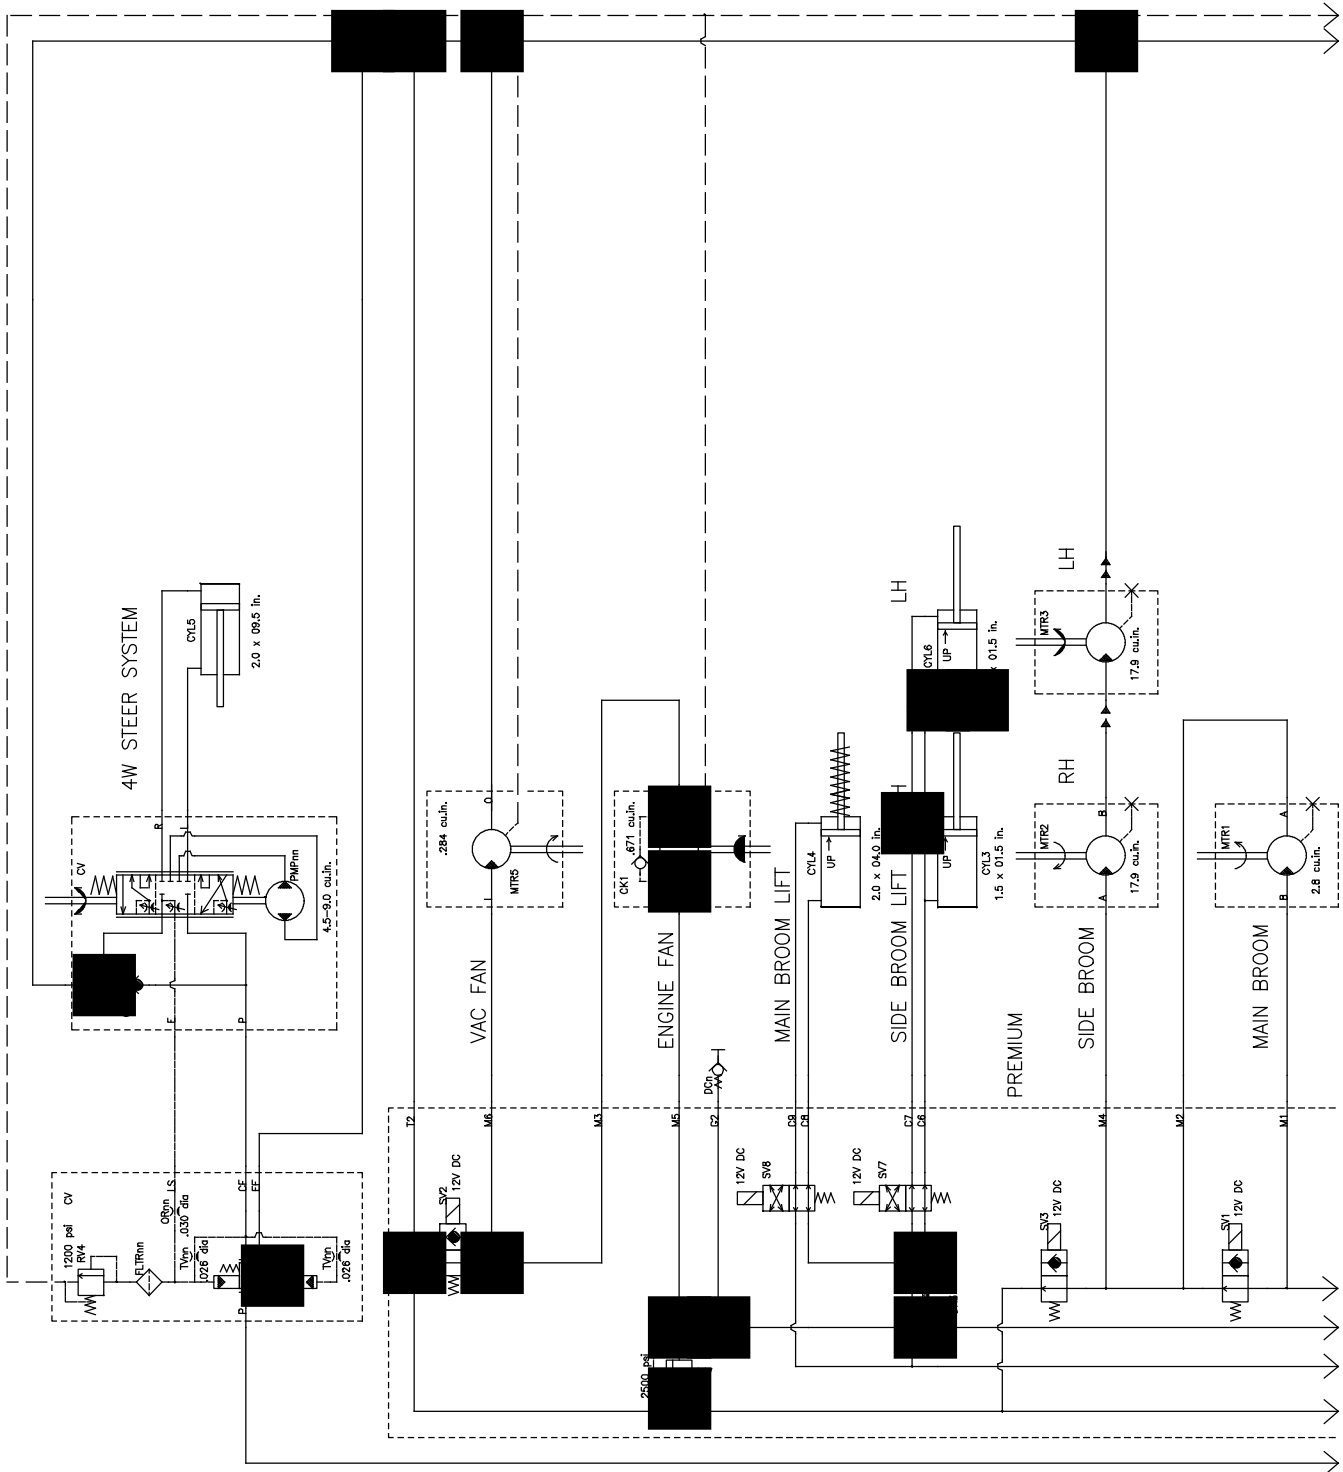 4W STEER SYSTEM
CYL5
2.0 x 09.5 in.
CV
R
L
PMPnn
4.5-9.0 cu.in.
E
P
1200 psi CV
RV4
FLTRnn
ORnn
.030 dia
LS
CF
EF
TVnn
.026 dia
TVnn
.026 dia
P
VAC FAN
.284 cu.in.
MTR5
O
I
T2
M6
SV2
12V DC
ENGINE FAN
CK1
.671 cu.in.
M3
M5
G2
DCn
2500 psi
MAIN BROOM LIFT
CYL4
UP
2.0 x 04.0 in.
C9
C8
12V DC
SV8
SIDE BROOM LIFT
LH
CYL6
UP
x 01.5 in.
UP
CYL3
1.5 x 01.5 in.
C7
C6
12V DC
SV7
PREMIUM
SIDE BROOM
LH
MTR3
17.9 cu.in.
RH
MTR2
17.9 cu.in.
B
A
M4
SV3
12V DC
MAIN BROOM
MTR1
2.8 cu.in.
A
B
M2
M1
SV1
12V DC